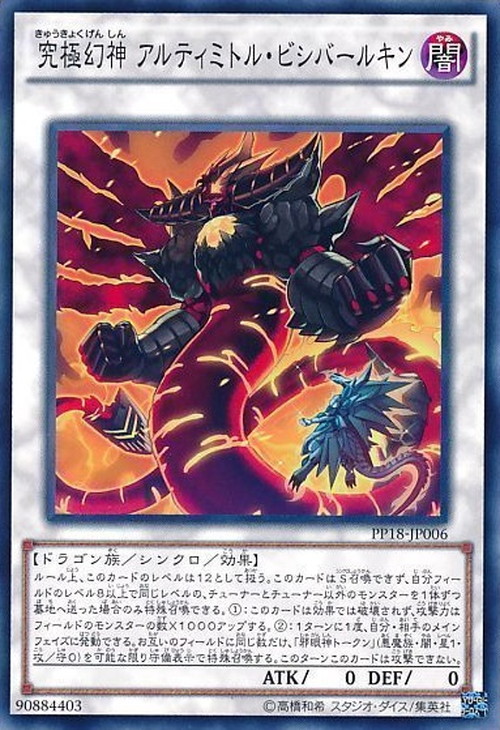 きゅうきょくげんしん
究極幻神 アルティミトル・ビシバールキン
やみ
闇
PP18-JP006
【ドラゴン族／シンクロ／効果】
ルール上、このカードのレベルは12として扱う。このカードはS召喚できず、自分フィー
ルドのレベル8以上で同じレベルの、チューナーとチューナー以外のモンスターを1体ずつ
墓地へ送った場合のみ特殊召喚できる。①：このカードは効果では破壊されず、攻撃力は
フィールドのモンスターの数×1000アップする。②：1ターンに1度、自分・相手のメイン
フェイズに発動できる。お互いのフィールドに同じ数だけ、「邪眼神トークン」（悪魔族・闇・星1・
攻／守0）を可能な限り守備表示で特殊召喚する。このターンこのカードは攻撃できない。
ATK/ 0 DEF/ 0
90884403 ©高橋和希 スタジオ・ダイス/集英社